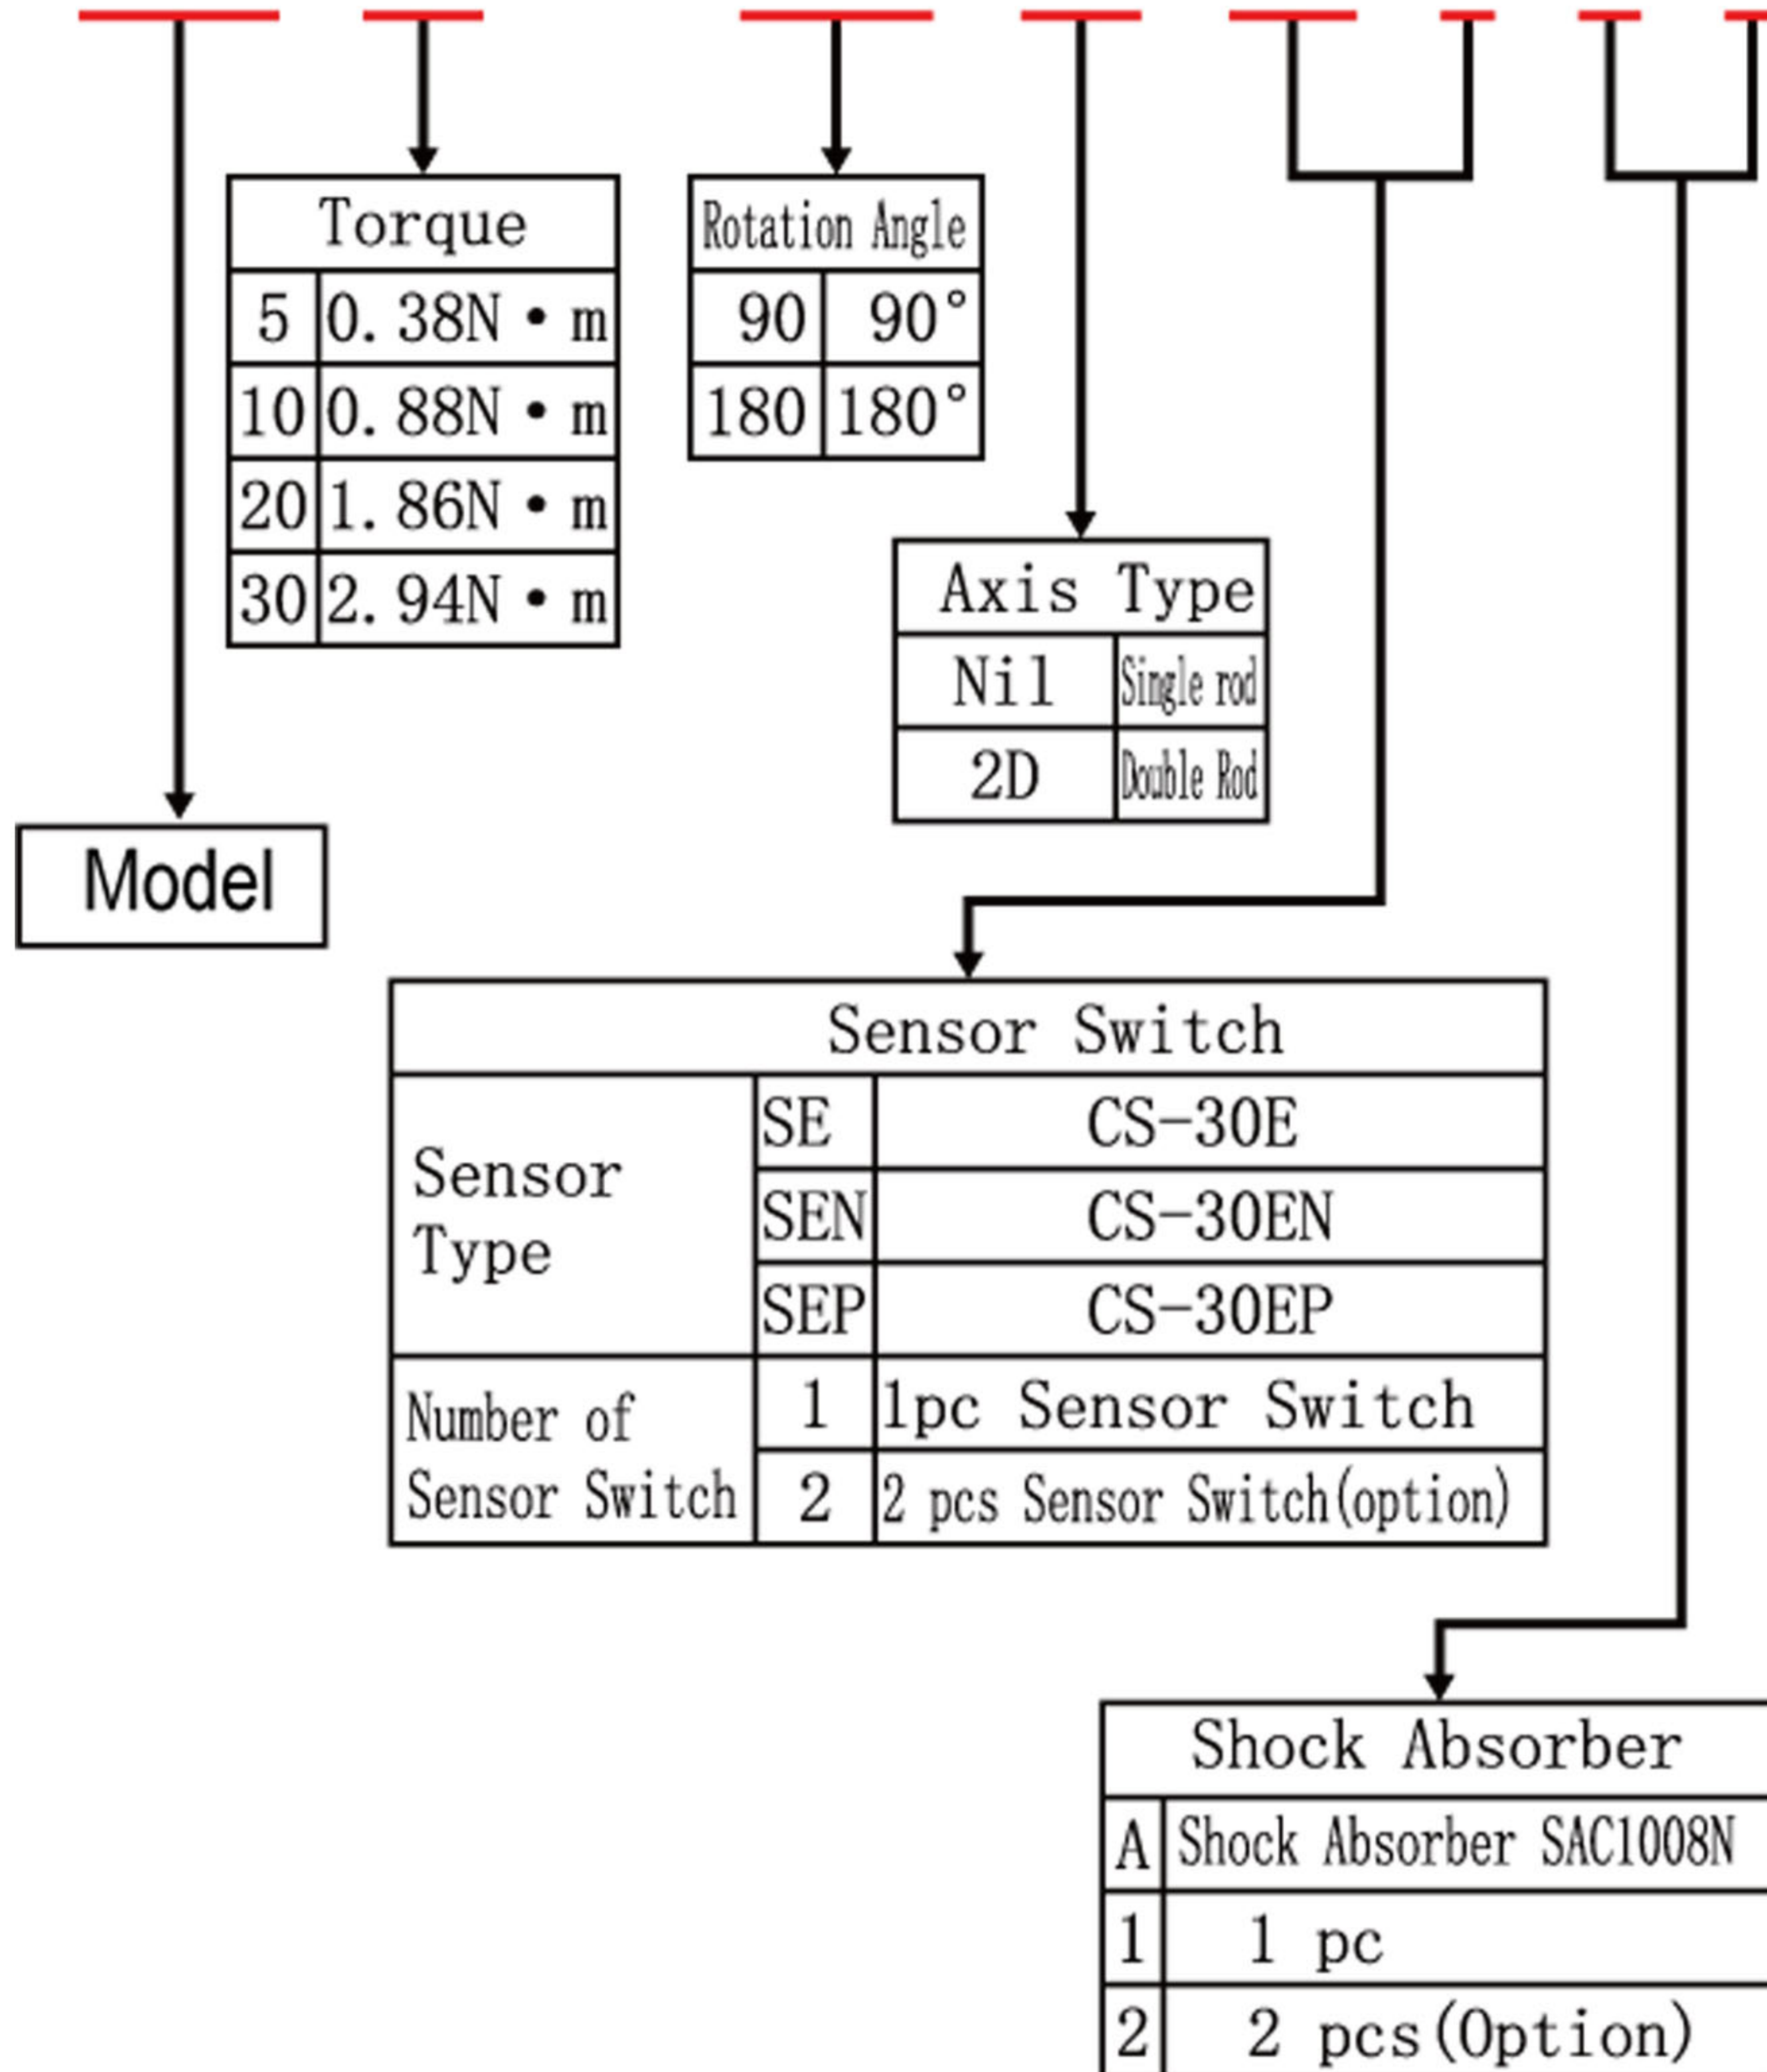 Torque
5 0.38N·m
10 0.88N·m
20 1.86N·m
30 2.94N·m
Rotation Angle
90 90°
180 180°
Axis Type
Nil Single rod
2D Double Rod
Model
Sensor Switch
Sensor
Type
SE CS-30E
SEN CS-30EN
SEP CS-30EP
Number of
Sensor Switch
1 1pc Sensor Switch
2 2 pcs Sensor Switch(option)
Shock Absorber
A Shock Absorber SAC1008N
1 1 pc
2 2 pcs(Option)